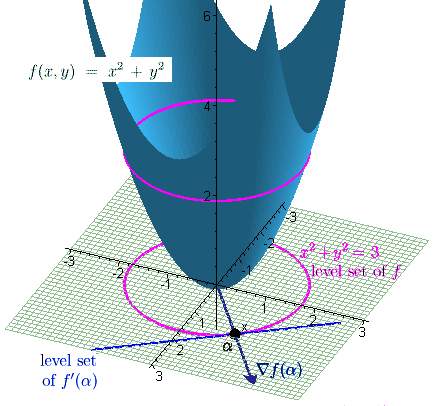 6
f(x, y) = x² + y²
4
2
-3
-3
-2
x² + y² = 3
level set of f
-2
-1
-1
1
1
2
x
2
3
α
level set
of f′(α)
∇f(α)
3